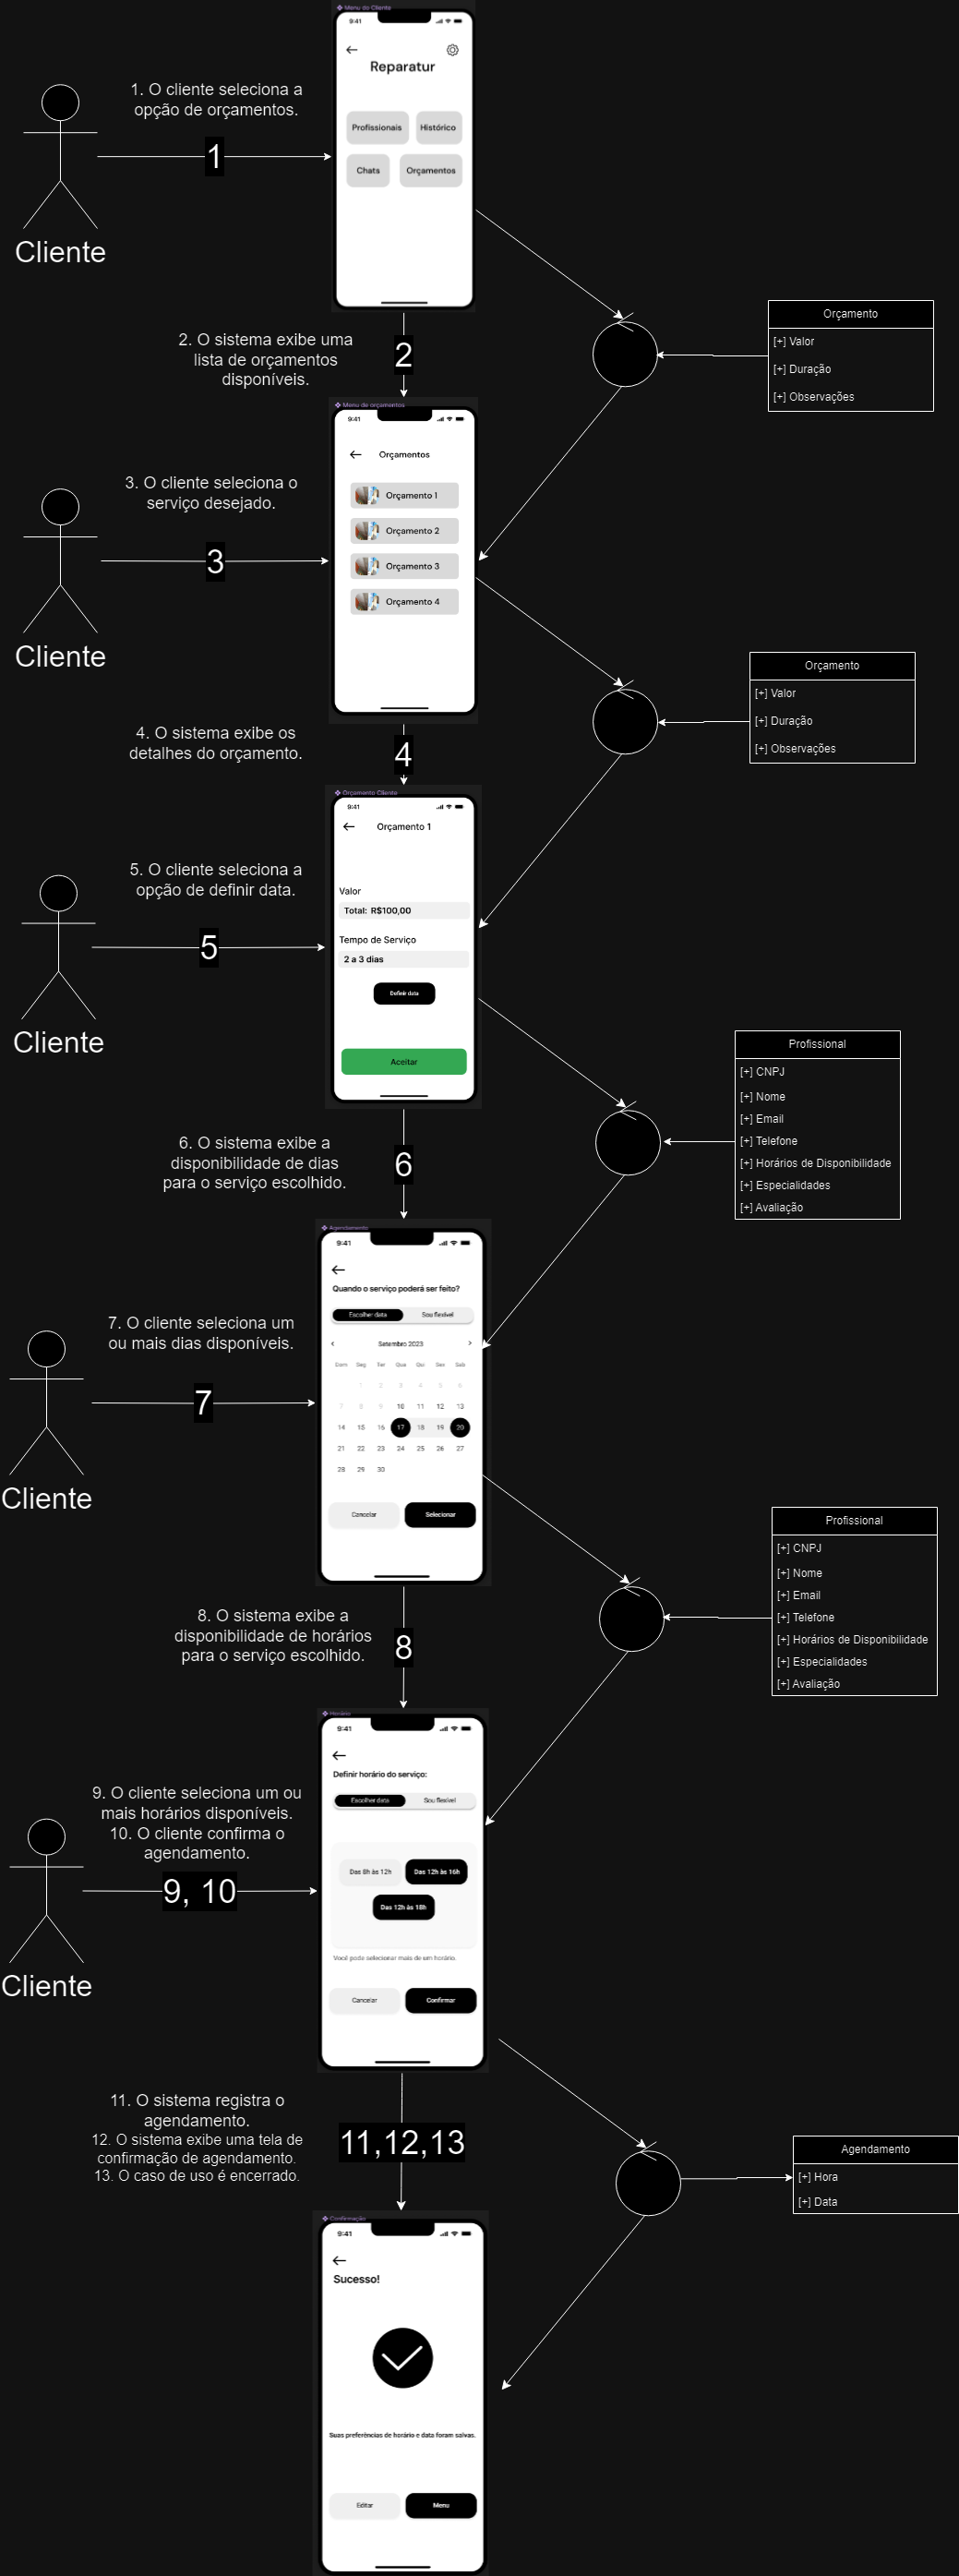 Menu do Cliente
9:41
Reparatur
Profissionais
Histórico
Chats
Orçamentos
1. O cliente seleciona a
opção de orçamentos.
1
Cliente
2. O sistema exibe uma
lista de orçamentos
disponíveis.
2
Orçamento
[+] Valor
[+] Duração
[+] Observações
Menu de orçamentos
9:41
Orçamentos
Orçamento 1
Orçamento 2
Orçamento 3
Orçamento 4
3. O cliente seleciona o
serviço desejado.
3
Cliente
4. O sistema exibe os
detalhes do orçamento.
4
Orçamento
[+] Valor
[+] Duração
[+] Observações
Orçamento Cliente
9:41
Orçamento 1
Valor
Total: R$100,00
Tempo de Serviço
2 a 3 dias
Definir data
Aceitar
5. O cliente seleciona a
opção de definir data.
5
Cliente
6. O sistema exibe a
disponibilidade de dias
para o serviço escolhido.
6
Profissional
[+] CNPJ
[+] Nome
[+] Email
[+] Telefone
[+] Horários de Disponibilidade
[+] Especialidades
[+] Avaliação
Agendamento
9:41
Quando o serviço poderá ser feito?
Escolher data
Sou flexível
Setembro 2023
Dom Seg Ter Qua Qui Sex Sab
1 2 3 4 5 6
7 8 9 10 11 12 13
14 15 16 17 18 19 20
21 22 23 24 25 26 27
28 29 30
Cancelar
Selecionar
7. O cliente seleciona um
ou mais dias disponíveis.
7
Cliente
8. O sistema exibe a
disponibilidade de horários
para o serviço escolhido.
8
Profissional
[+] CNPJ
[+] Nome
[+] Email
[+] Telefone
[+] Horários de Disponibilidade
[+] Especialidades
[+] Avaliação
Horário
9:41
Definir horário do serviço:
Escolher data
Sou flexível
Das 8h às 12h
Das 12h às 16h
Das 12h às 18h
Você pode selecionar mais de um horário.
Cancelar
Confirmar
9. O cliente seleciona um ou
mais horários disponíveis.
10. O cliente confirma o
agendamento.
9, 10
Cliente
11. O sistema registra o
agendamento.
12. O sistema exibe uma tela de
confirmação de agendamento.
13. O caso de uso é encerrado.
11,12,13
Agendamento
[+] Hora
[+] Data
Confirmação
9:41
Sucesso!
Suas preferências de horário e data foram salvas.
Editar
Menu